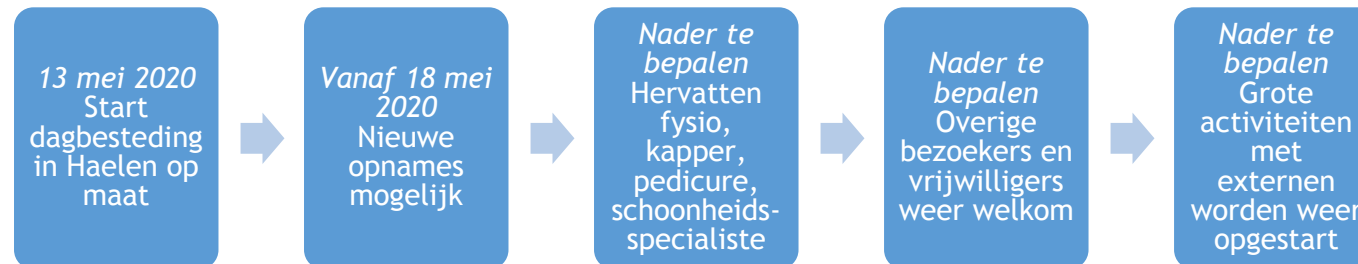 13 mei 2020
Start
dagbesteding
in Haelen op
maat
Vanaf 18 mei
2020
Nieuwe
opnames
mogelijk
Nader te
bepalen
Hervatten
fysio,
kapper,
pedicure,
schoonheids-
specialiste
Nader te
bepalen
Overige
bezoekers en
vrijwilligers
weer welkom
Nader te
bepalen
Grote
activiteiten
met
externen
worden weer
opgestart